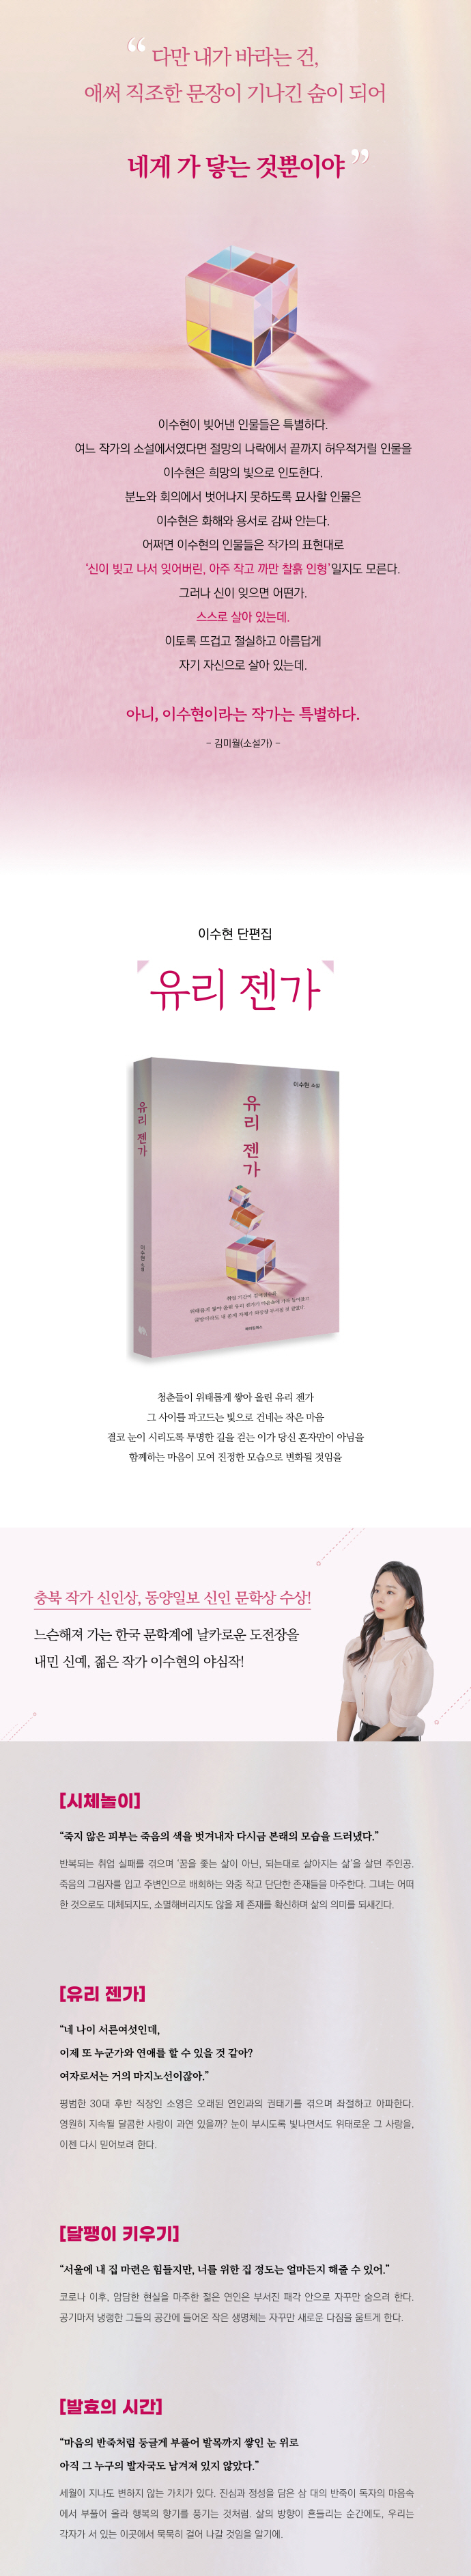 “ 다만 내가 바라는 건,
애써 직조한 문장이 기나긴 숨이 되어
네게 가 닿는 것뿐이야 ”
이수현이 빚어낸 인물들은 특별하다.
여느 작가의 소설에서였다면 절망의 나락에서 끝까지 허우적거릴 인물을
이수현은 희망의 빛으로 인도한다.
분노와 회의에서 벗어나지 못하도록 묘사할 인물은
이수현은 화해와 용서로 감싸 안는다.
어쩌면 이수현의 인물들은 작가의 표현대로
‘신이 빚고 나서 잊어버린, 아주 작고 까만 찰흙 인형’일지도 모른다.
그러나 신이 잊으면 어떤가.
스스로 살아 있는데.
이토록 뜨겁고 절실하고 아름답게
자기 자신으로 살아 있는데.
아니, 이수현이라는 작가는 특별하다.
- 김미월(소설가) -
이수현 단편집
유리 젠가
이수현 소설
유리 젠가
유리 젠가
이수현 소설
청춘들이 위태롭게 쌓아 올린 유리 젠가
그 사이를 파고드는 빛으로 건네는 작은 마음
결코 눈이 시리도록 투명한 길을 걷는 이가 당신 혼자만이 아님을
함께하는 마음이 모여 진정한 모습으로 변화될 것임을
충북 작가 신인상, 동양일보 신인 문학상 수상!
느슨해져 가는 한국 문학계에 날카로운 도전장을
내민 신예, 젊은 작가 이수현의 야심작!
[시체놀이]
“죽지 않은 피부는 죽음의 색을 벗겨내자 다시금 본래의 모습을 드러냈다.”
반복되는 취업 실패를 겪으며 ‘꿈을 좇는 삶이 아닌, 되는대로 살아지는 삶’을 살던 주인공.
죽음의 그림자를 입고 주변인으로 배회하는 와중 작고 단단한 존재들을 마주한다. 그녀는 어떠
한 것으로도 대체되지도, 소멸해버리지도 않을 제 존재를 확신하며 삶의 의미를 되새긴다.
[유리 젠가]
“네 나이 서른여섯인데,
이제 또 누군가와 연애를 할 수 있을 것 같아?
여자로서는 거의 마지노선이잖아.”
평범한 30대 후반 직장인 소영은 오래된 연인과의 권태기를 겪으며 좌절하고 아파한다.
영원히 지속될 달콤한 사랑이 과연 있을까? 눈이 부시도록 빛나면서도 위태로운 그 사랑을,
이젠 다시 믿어보려 한다.
[달팽이 키우기]
“서울에 내 집 마련은 힘들지만, 너를 위한 집 정도는 얼마든지 해줄 수 있어.”
코로나 이후, 암담한 현실을 마주한 젊은 연인은 부서진 패각 안으로 자꾸만 숨으려 한다.
공기마저 냉랭한 그들의 공간에 들어온 작은 생명체는 자꾸만 새로운 다짐을 움트게 한다.
[발효의 시간]
“마음의 반죽처럼 둥글게 부풀어 발목까지 쌓인 눈 위로
아직 그 누구의 발자국도 남겨져 있지 않았다.”
세월이 지나도 변하지 않는 가치가 있다. 진심과 정성을 담은 삼 대의 반죽이 독자의 마음속
에서 부풀어 올라 행복의 향기를 풍기는 것처럼. 삶의 방향이 흔들리는 순간에도, 우리는
각자가 서 있는 이곳에서 묵묵히 걸어 나갈 것임을 알기에.